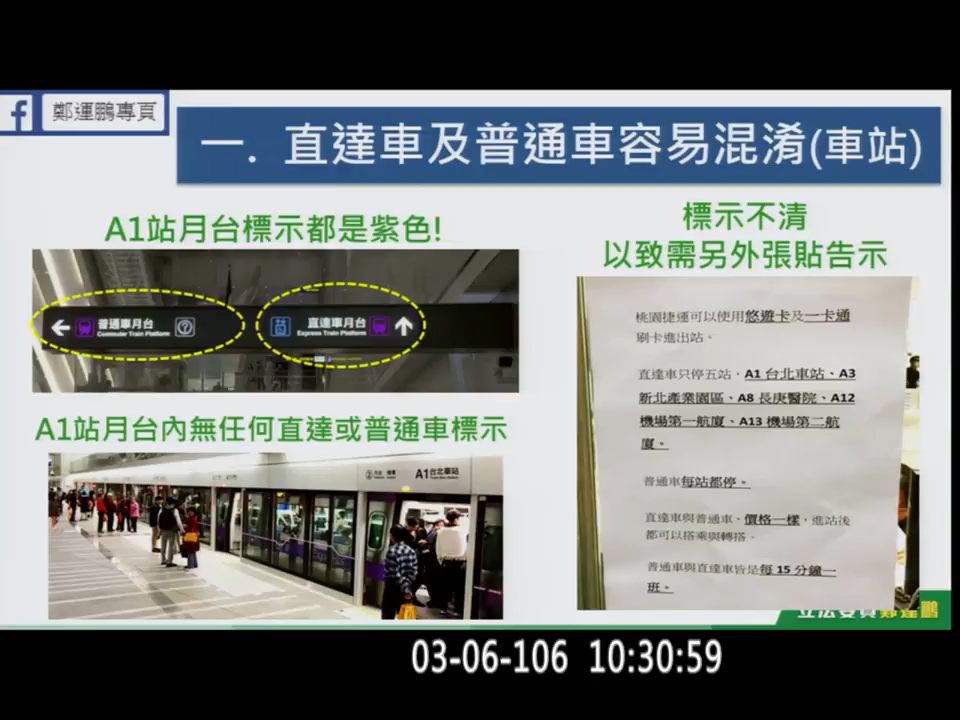 鄭運鵬專頁
一. 直達車及普通車容易混淆(車站)
A1站月台標示都是紫色!
普通車月台
Commuter Train Platform
直達車月台
Express Train Platform
A1站月台內無任何直達或普通車標示
A1台北車站
標示不清
以致需另外張貼告示
桃園捷運可以使用悠遊卡及一卡通
刷卡進出站。
直達車只停五站，A1 台北車站、A3
新北產業園區、A8 長庚醫院、A12
機場第一航廈、A13 機場第二航
廈。
普通車每站都停。
直達車與普通車，價格一樣，進站後
都可以搭乘與轉搭。
普通車與直達車皆是每 15 分鐘一
班。
立法委員鄭運鵬
03-06-106 10:30:59